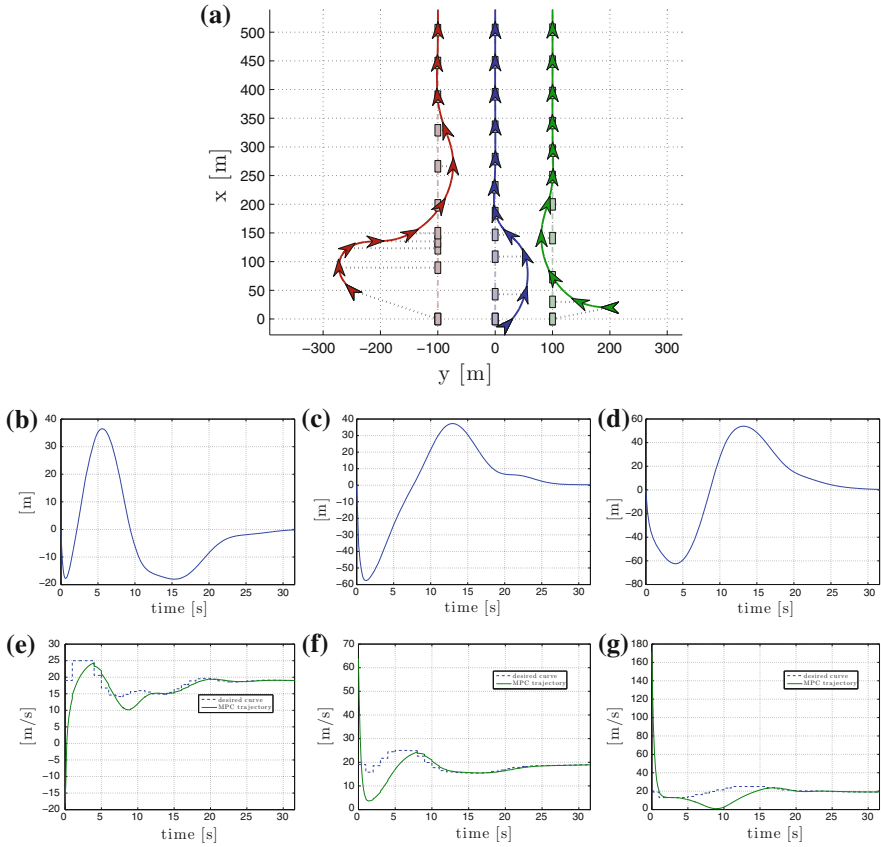 (a)
500
450
400
350
300
250
200
150
100
50
0
x [m]
−300 −200 −100 0 100 200 300
y [m]
(b)
40
30
20
10
0
−10
−20
[m]
0 5 10 15 20 25 30
time [s]
(c)
40
30
20
10
0
−10
−20
−30
−40
−50
−60
[m]
0 5 10 15 20 25 30
time [s]
(d)
60
40
20
0
−20
−40
−60
−80
[m]
0 5 10 15 20 25 30
time [s]
(e)
30
25
20
15
10
5
0
−5
−10
−15
−20
[m/s]
desired curve
MPC trajectory
0 5 10 15 20 25 30
time [s]
(f)
70
60
50
40
30
20
10
0
[m/s]
desired curve
MPC trajectory
0 5 10 15 20 25 30
time [s]
(g)
180
160
140
120
100
80
60
40
20
0
[m/s]
desired curve
MPC trajectory
0 5 10 15 20 25 30
time [s]